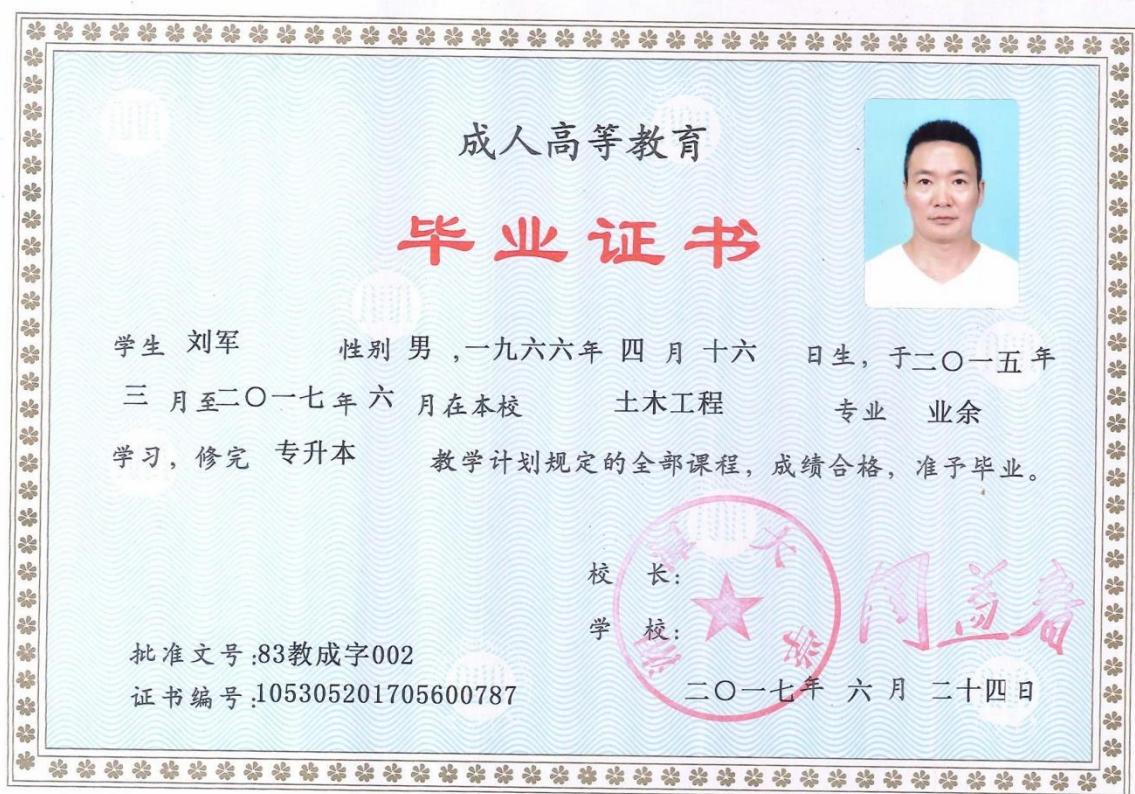 成人高等教育
毕业证书
学生 刘军 性别 男 ,一九六六年 四 月 十六 日生，于二〇一五年
三 月至二〇一七年 六 月在本校 土木工程 专业 业余
学习，修完 专升本 教学计划规定的全部课程，成绩合格，准予毕业。
校 长：
周益春
学 校：
批准文号:83教成字002
证书编号:105305201705600787
二〇一七年 六 月 二十四日